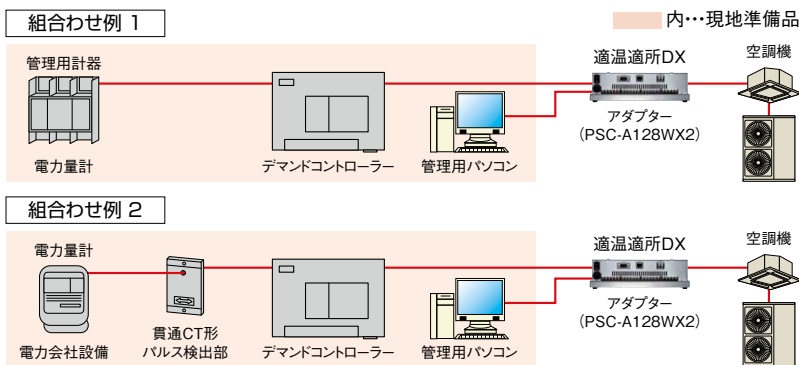 組合わせ例 1
内･･･現地準備品
管理用計器
適温適所DX
空調機
アダプター
（PSC-A128WX2）
電力量計
デマンドコントローラー
管理用パソコン
組合わせ例 2
電力量計
適温適所DX
空調機
アダプター
（PSC-A128WX2）
貫通CT形
パルス検出部
電力会社設備
デマンドコントローラー
管理用パソコン